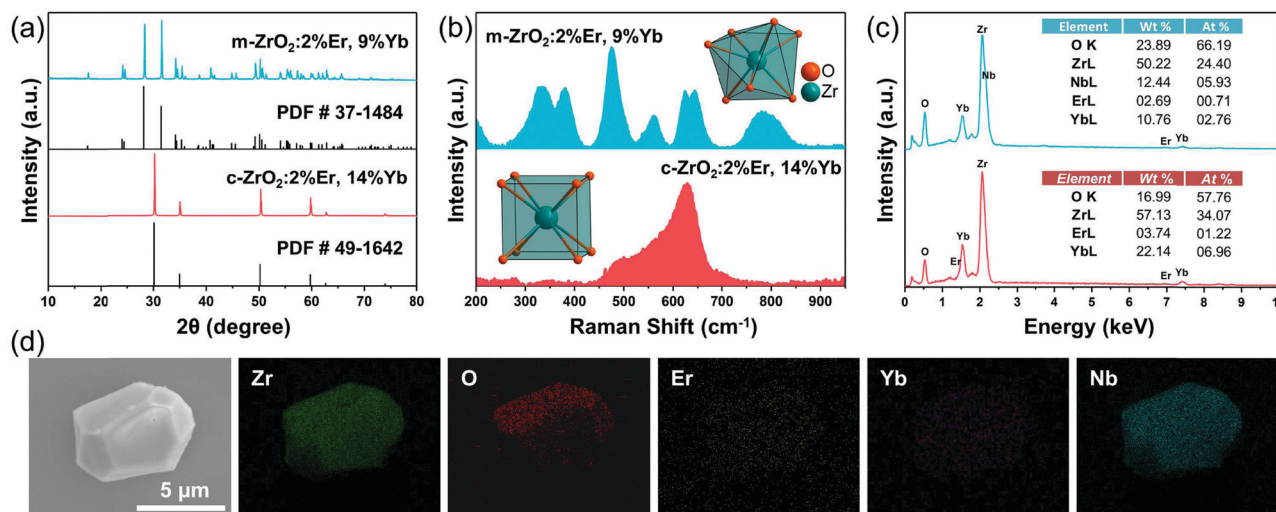 (a)
m-ZrO2:2%Er, 9%Yb
PDF # 37-1484
c-ZrO2:2%Er, 14%Yb
PDF # 49-1642
Intensity (a.u.)
10 20 30 40 50 60 70 80
2θ (degree)
(b)
m-ZrO2:2%Er, 9%Yb
O
Zr
c-ZrO2:2%Er, 14%Yb
Intensity (a.u.)
200 300 400 500 600 700 800 900
Raman Shift (cm-1)
(c)
Zr
Nb
O
Yb
Er
Yb
Element Wt % At %
O K 23.89 66.19
ZrL 50.22 24.40
NbL 12.44 05.93
ErL 02.69 00.71
YbL 10.76 02.76
Zr
Yb
O
Er
Er
Yb
Element Wt % At %
O K 16.99 57.76
ZrL 57.13 34.07
ErL 03.74 01.22
YbL 22.14 06.96
Intensity (a.u.)
0 1 2 3 4 5 6 7 8 9 10
Energy (keV)
(d)
5 μm
Zr
O
Er
Yb
Nb